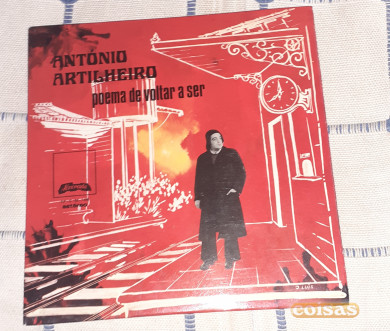 ANTÓNIO
ARTILHEIRO
poema de voltar a ser
coisas